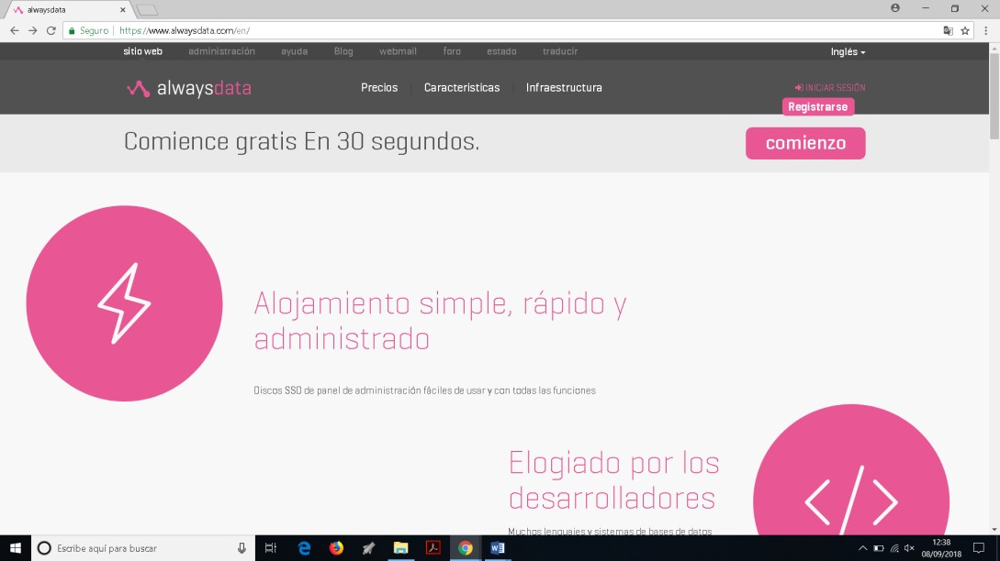 alwaysdata
Seguro https://www.alwaysdata.com/en/
sitio web administración ayuda Blog webmail foro estado traducir Inglés
alwaysdata Precios Caracteristicas Infraestructura INICIAR SESIÓN
Registrarse
Comience gratis En 30 segundos. comienzo
Alojamiento simple, rápido y
administrado
Discos SSD de panel de administración fáciles de usar y con todas las funciones
Elogiado por los
desarrolladores
Muchos lenguajes y sistemas de bases de datos
Escribe aquí para buscar
12:38
08/09/2018